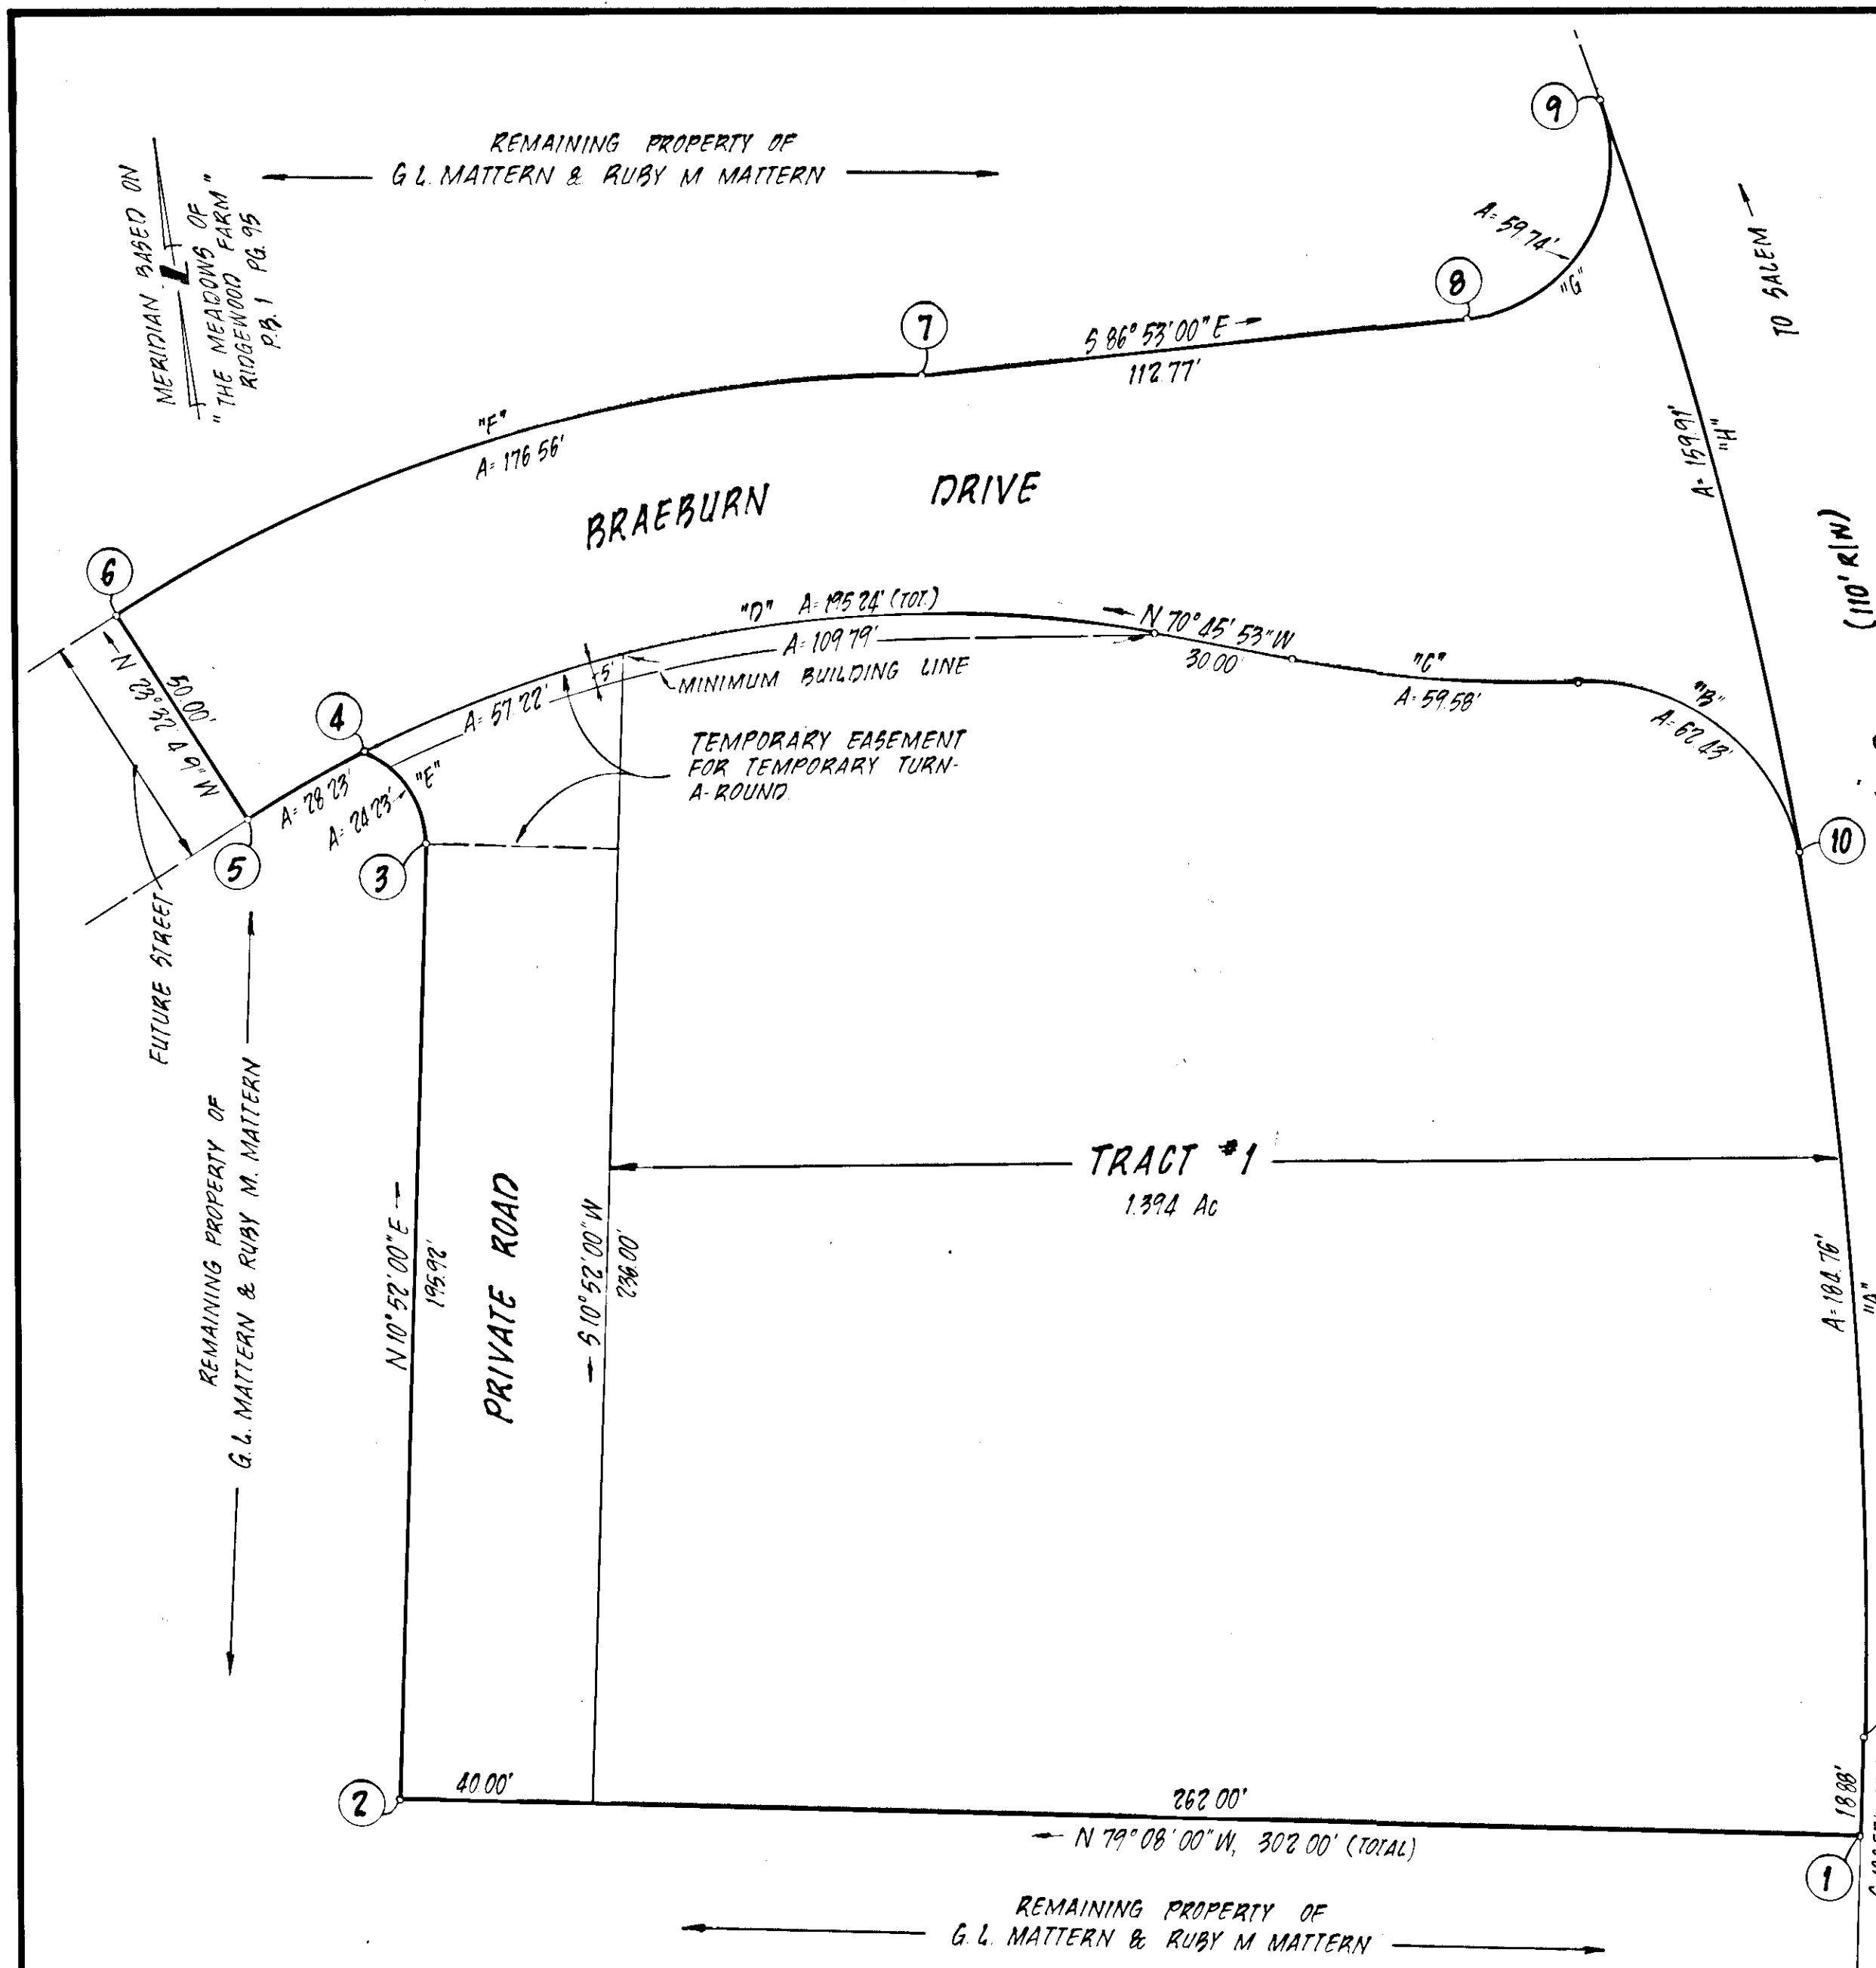 REMAINING PROPERTY OF
G L. MATTERN & RUBY M MATTERN
MERIDIAN BASED ON
"THE MEADOWS OF
RIDGEWOOD FARM"
P.B. 1 PG. 95
9
A= 59.74'
"G"
TO SALEM
8
7
S 86° 53' 00" E
112.77'
"F"
A= 176 56'
BRAEBURN DRIVE
A= 159.91'
"H"
(110' R/W)
6
"D" A= 195 24' (TOT.)
A= 109 79'
N 70° 45' 53" W
30.00
"C"
A= 59.58'
"B"
A= 62.43'
5'
MINIMUM BUILDING LINE
A= 57.22'
4
50.00'
TEMPORARY EASEMENT
FOR TEMPORARY TURN-
A-ROUND
"E"
A= 28.23'
A= 24.23'
3
5
10
FUTURE STREET
REMAINING PROPERTY OF
G. L. MATTERN & RUBY M. MATTERN
N 10° 52' 00" E
195.92'
PRIVATE ROAD
S 10° 52' 00" W
236.00'
TRACT #1
1.394 Ac
A= 184.76'
"A"
2
40 00'
262 00'
N 79° 08' 00" W, 302 00' (TOTAL)
18.88'
1
REMAINING PROPERTY OF
G. L. MATTERN & RUBY M MATTERN